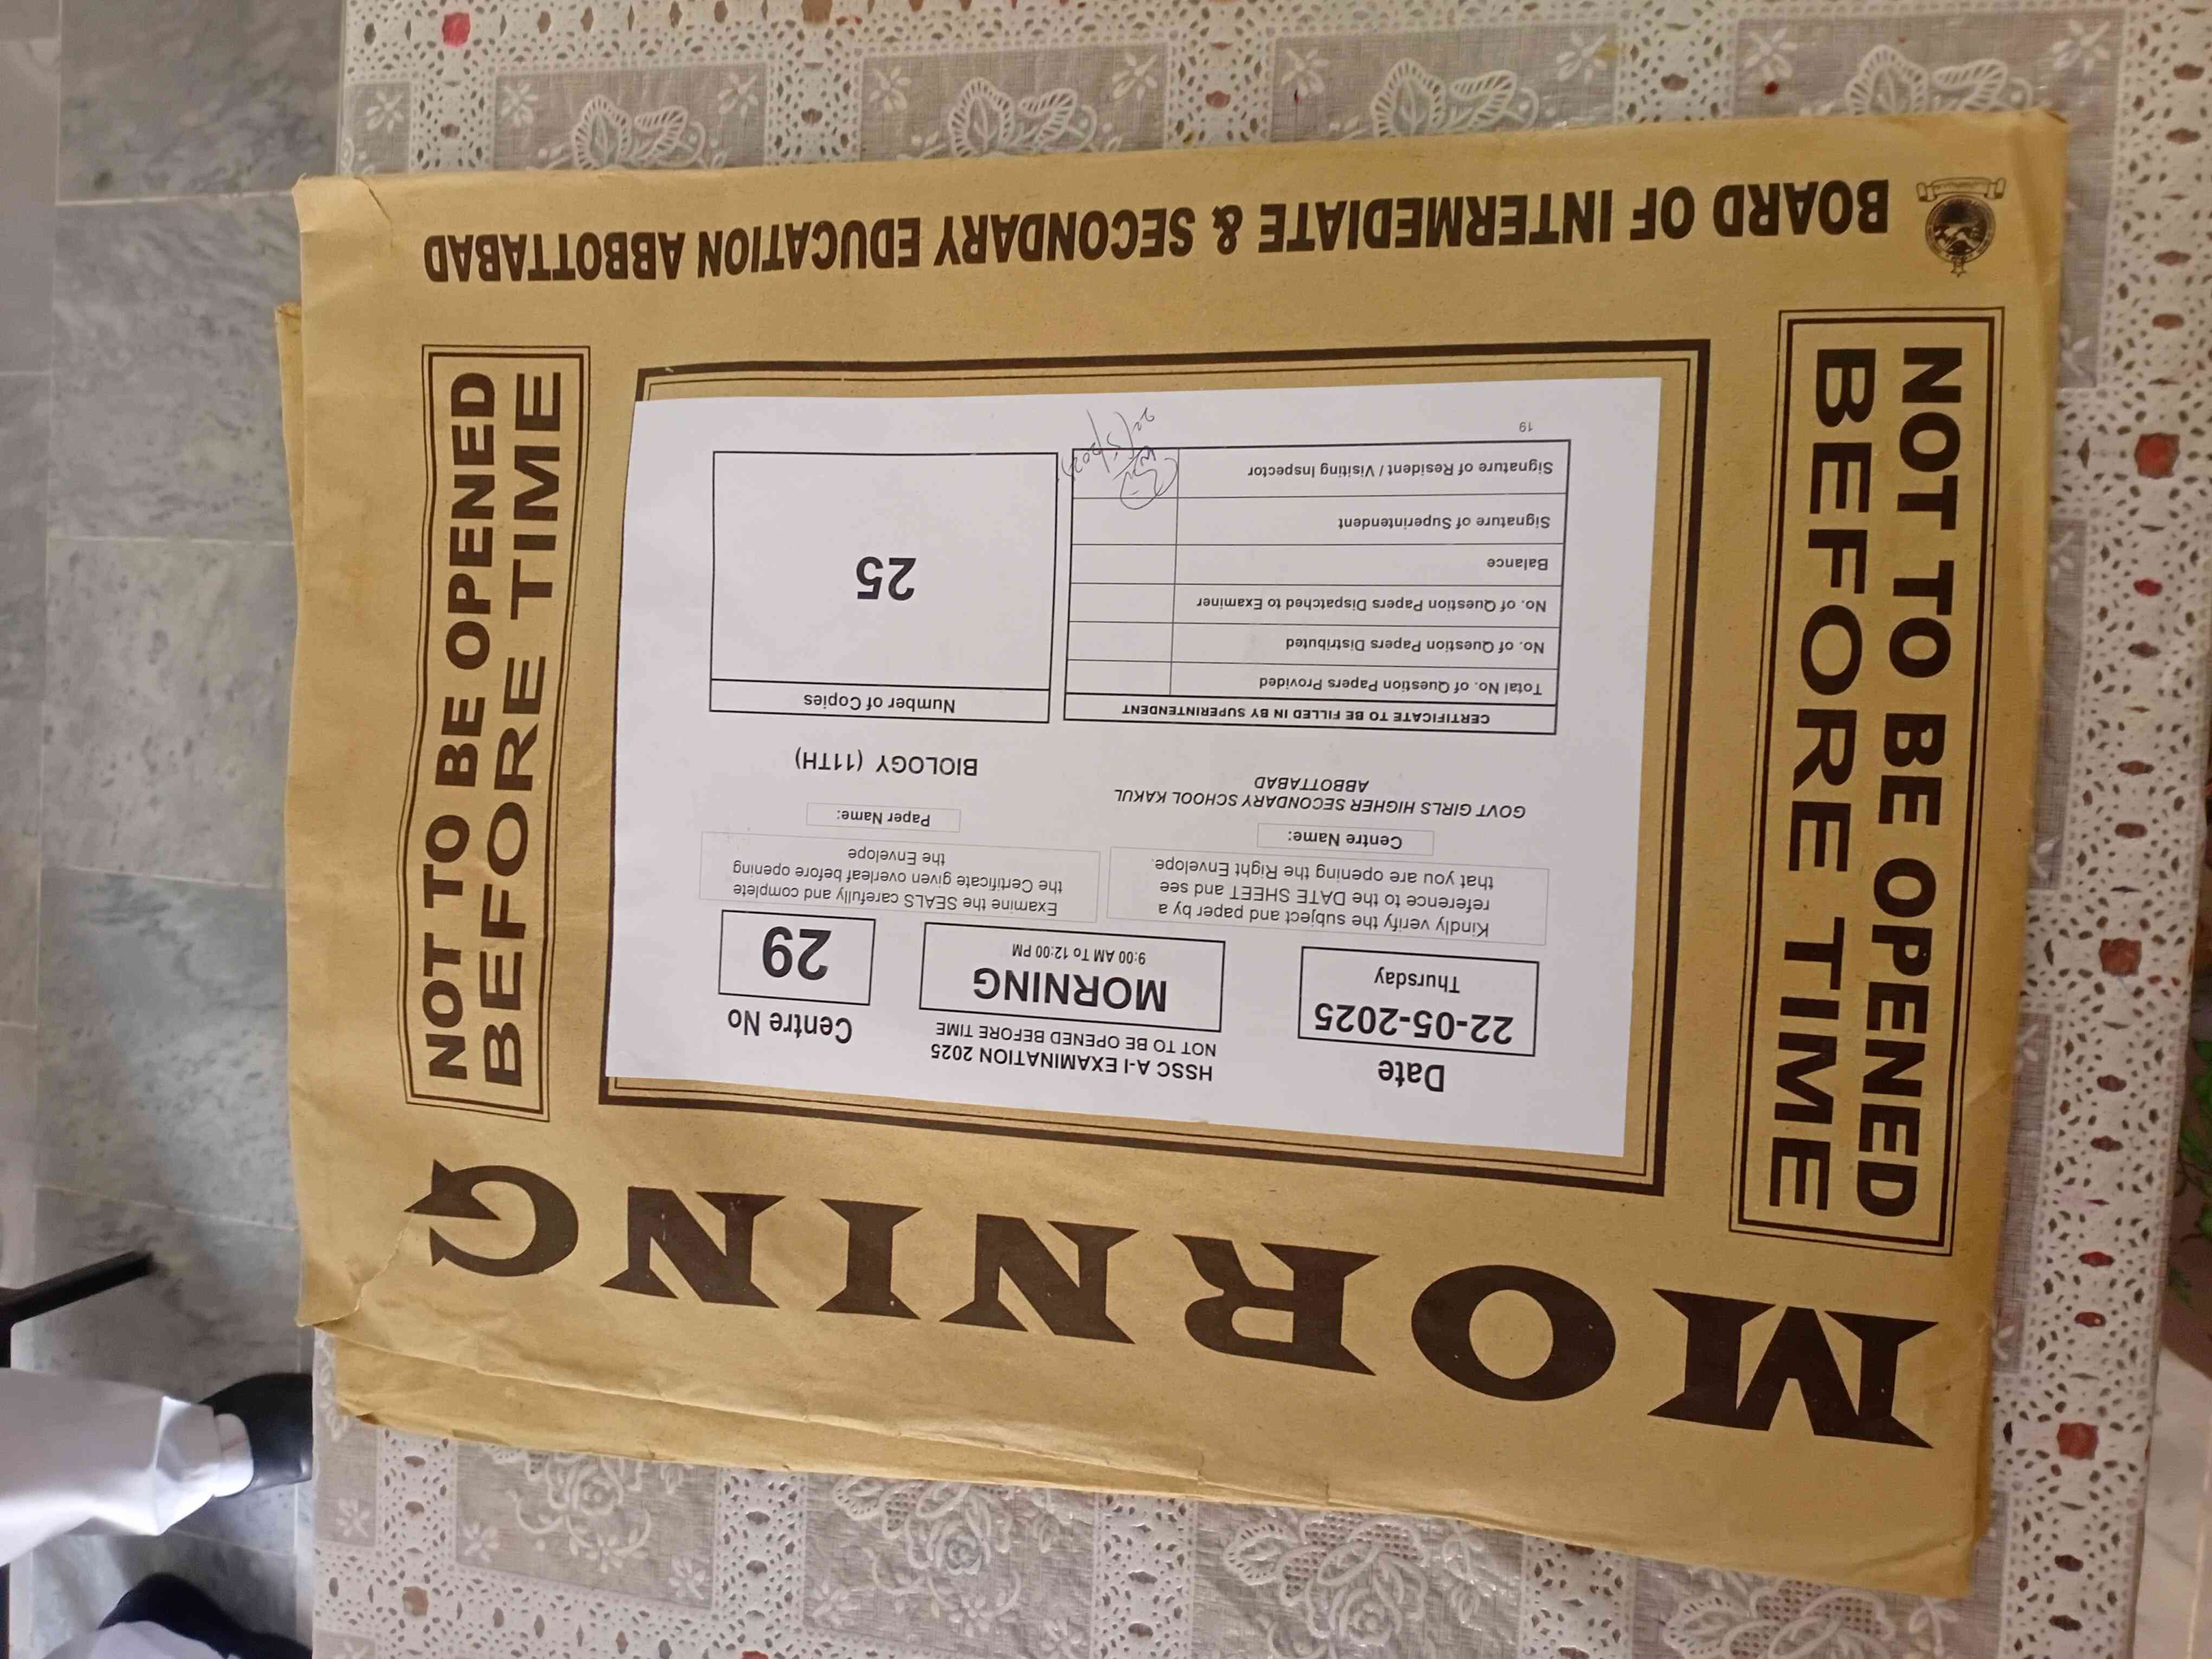 MORNING
NOT TO BE OPENED
BEFORE TIME
HSSC A-I EXAMINATION 2025
NOT TO BE OPENED BEFORE TIME
Date
22-05-2025
Thursday
MORNING
9:00 AM To 12:00 PM
Centre No
29
Kindly verify the subject and paper by a
reference to the DATE SHEET and see
that you are opening the Right Envelope.
Examine the SEALS carefully and complete
the Certificate given overleaf before opening
the Envelope
Centre Name:
GOVT GIRLS HIGHER SECONDARY SCHOOL KAKUL
ABBOTTABAD
Paper Name:
BIOLOGY (11TH)
CERTIFICATE TO BE FILLED IN BY SUPERINTENDENT
Total No. of Question Papers Provided
No. of Question Papers Distributed
No. of Question Papers Dispatched to Examiner
Balance
Signature of Superintendent
Signature of Resident / Visiting Inspector
19
Number of Copies
25
22/5/2025
NOT TO BE OPENED
BEFORE TIME
BOARD OF INTERMEDIATE & SECONDARY EDUCATION ABBOTTABAD